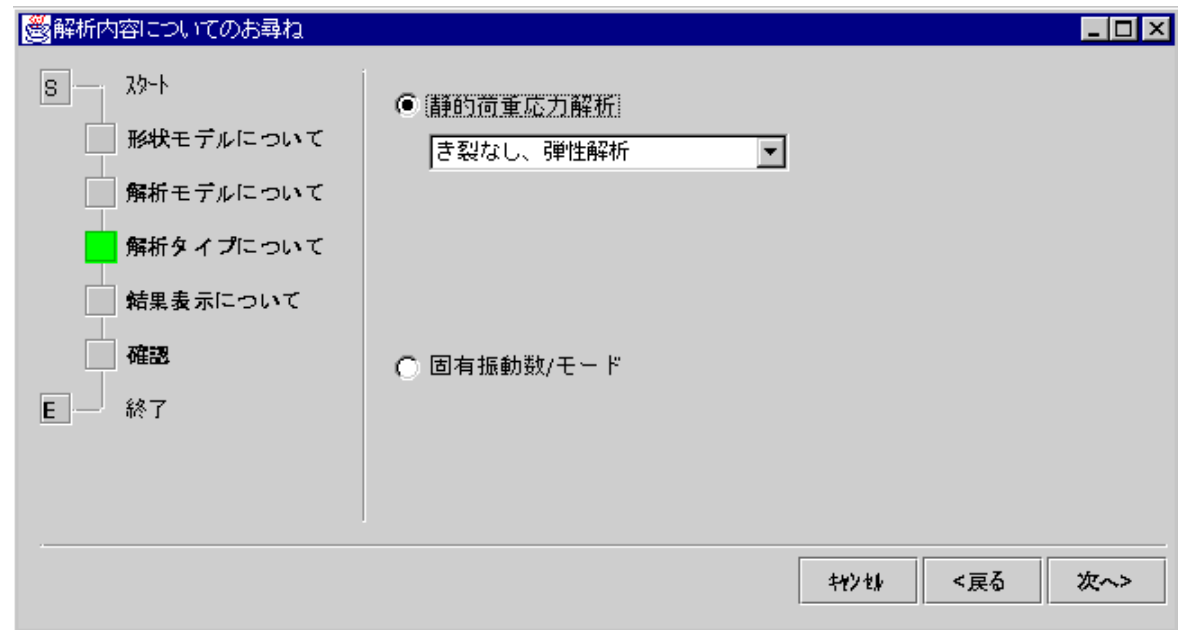 解析内容についてのお尋ね
S スタート
形状モデルについて
解析モデルについて
解析タイプについて
結果表示について
確認
E 終了
静的荷重応力解析
き裂なし、弾性解析
固有振動数/モード
ｷｬﾝｾﾙ <戻る 次へ>